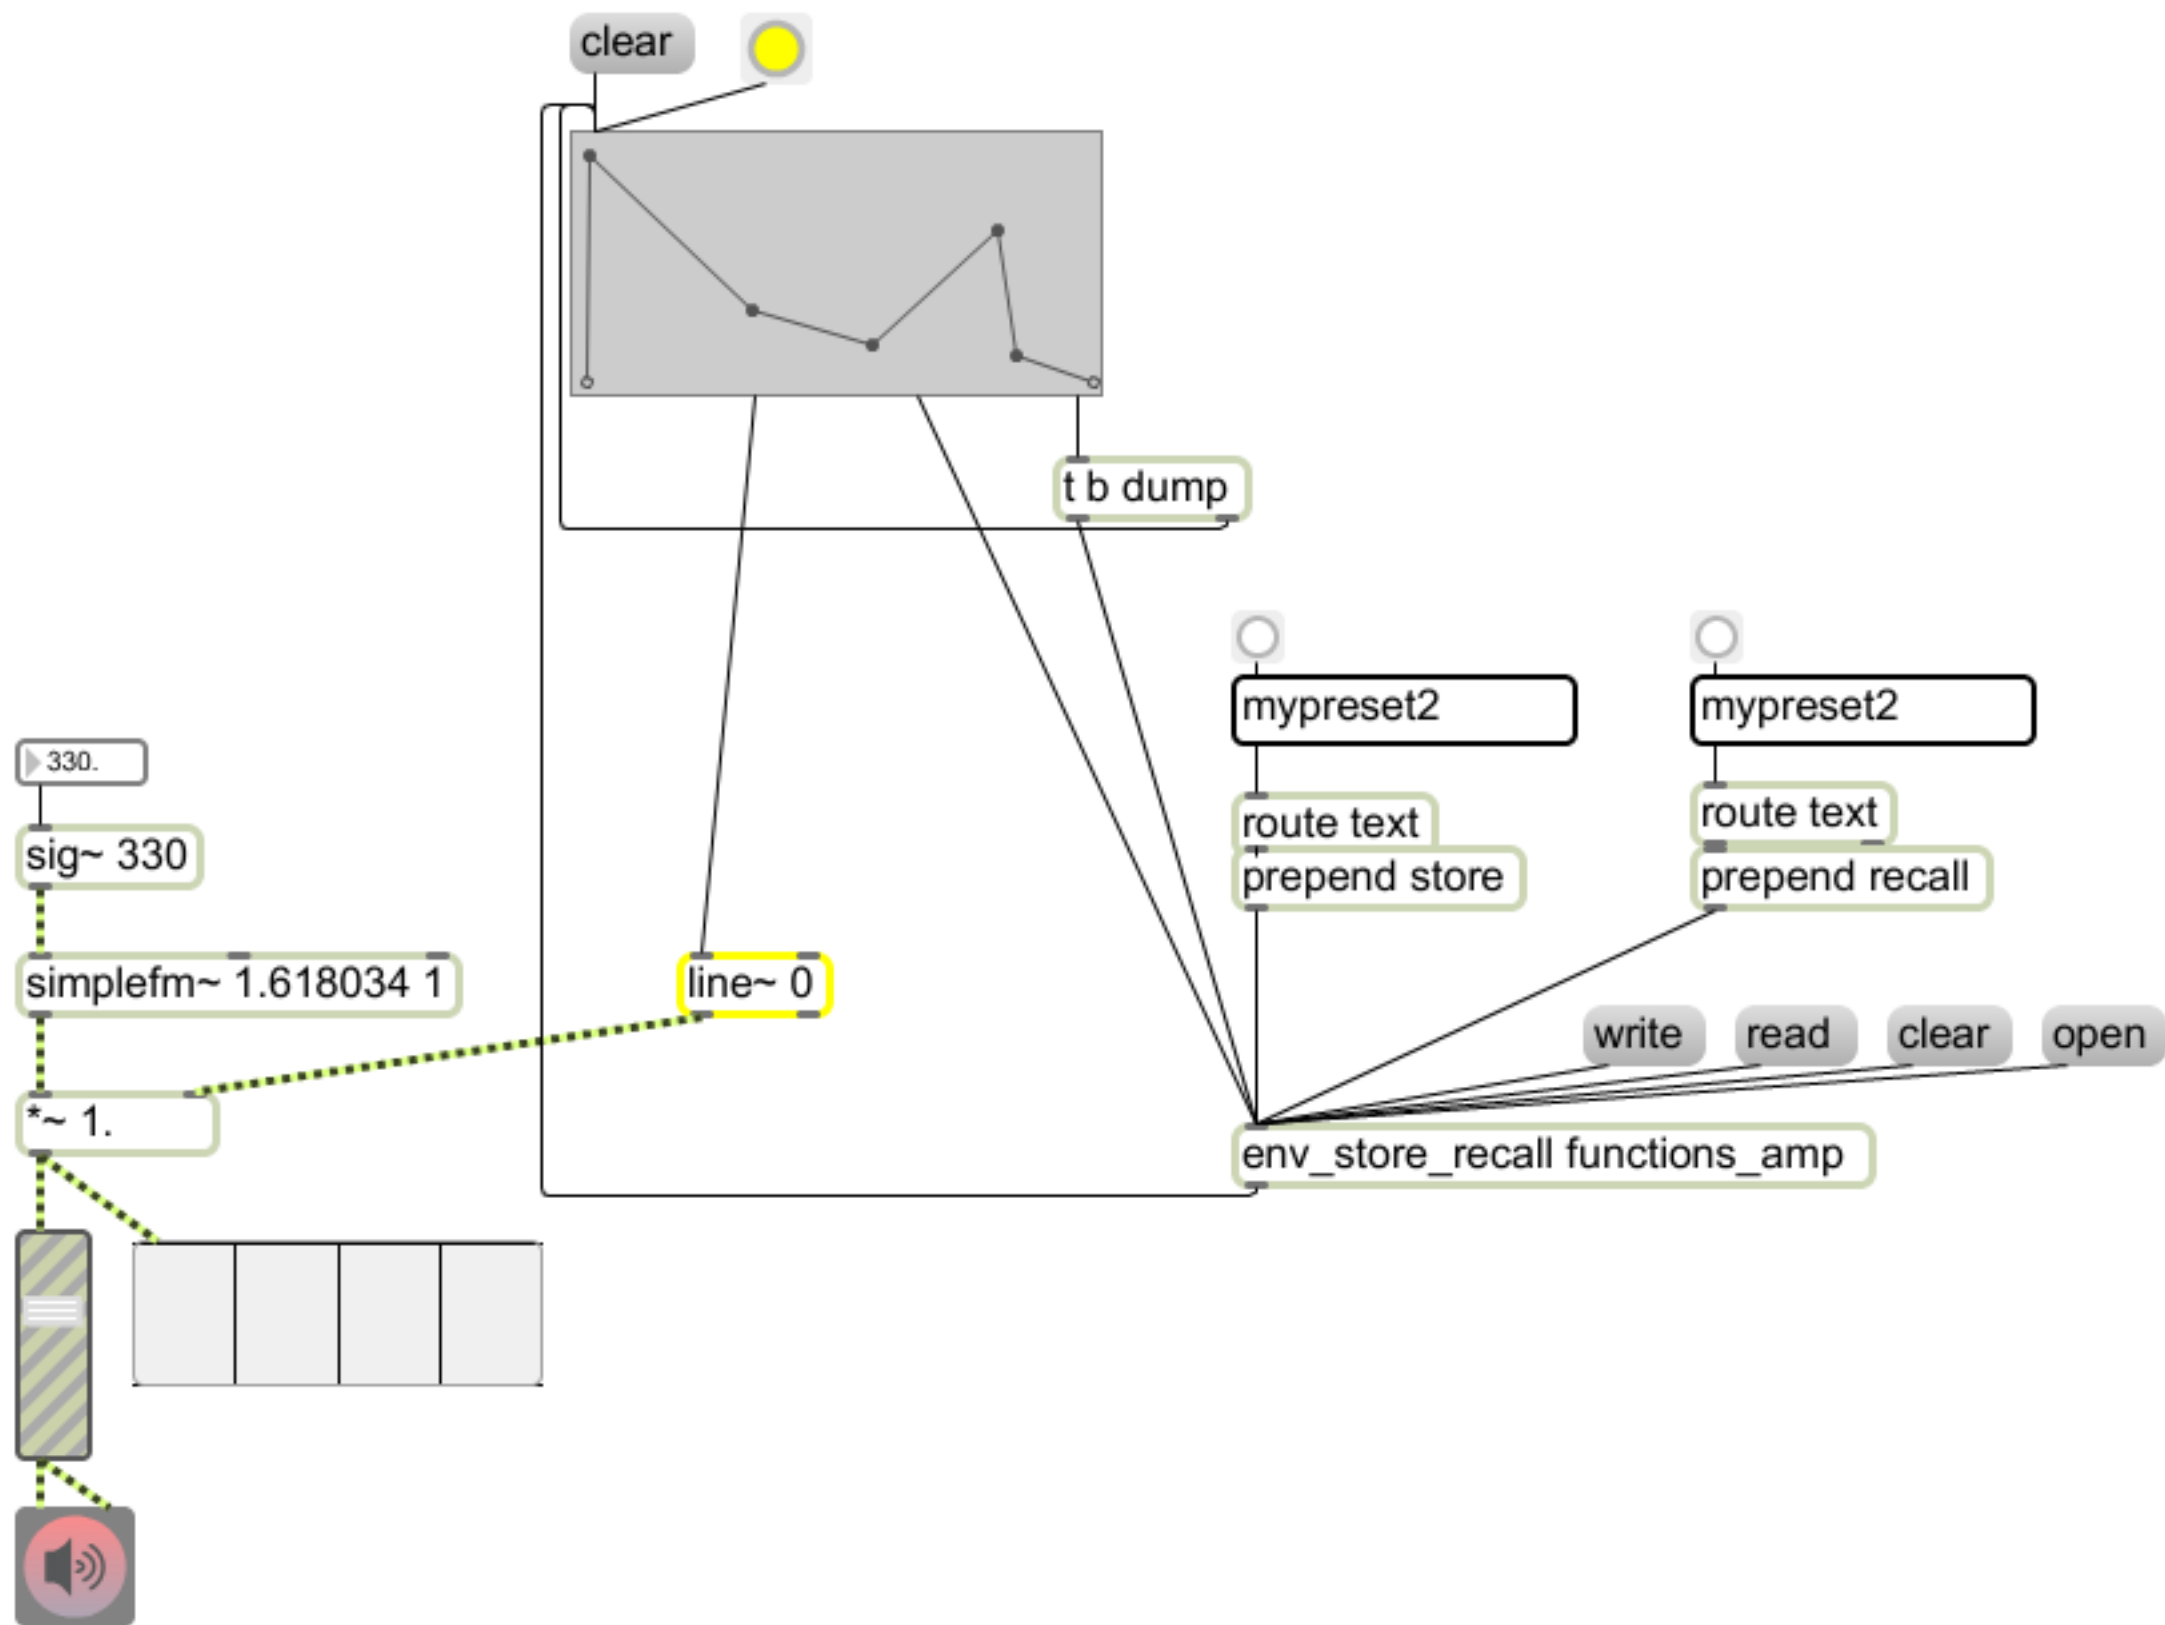 clear
t b dump
mypreset2
mypreset2
330.
route text
route text
sig~ 330
prepend store
prepend recall
simplefm~ 1.618034 1
line~ 0
write
read
clear
open
*~ 1.
env_store_recall functions_amp